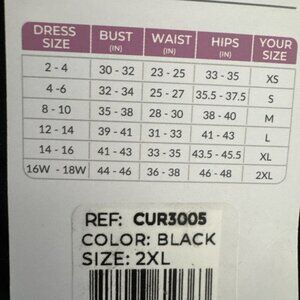 DRESS SIZE BUST (IN) WAIST (IN) HIPS (IN) YOUR SIZE
2 - 4 30 - 32 23 - 25 33 - 35 XS
4 -6 32 - 34 25 - 27 35.5 - 37.5 S
8 - 10 35 - 38 28 - 30 38 - 40 M
12 - 14 39 - 41 31 - 33 41 - 43 L
14 - 16 41 - 43 33 - 35 43.5 - 45.5 XL
16W - 18W 44 - 46 36 - 38 46 - 48 2XL
REF: CUR3005
COLOR: BLACK
SIZE: 2XL